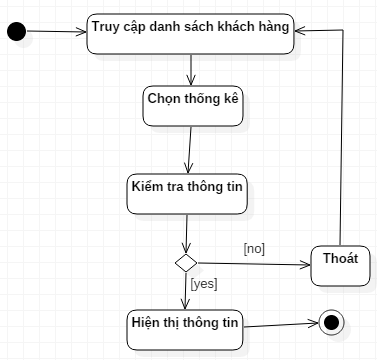 Truy cập danh sách khách hàng
Chọn thống kê
Kiểm tra thông tin
[no]
Thoát
[yes]
Hiện thị thông tin